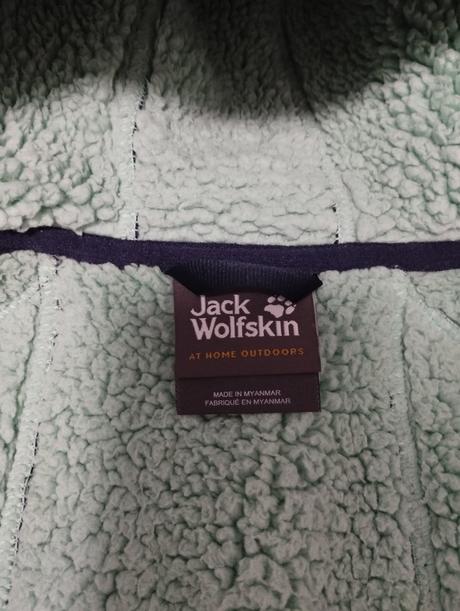 Jack
Wolfskin
AT HOME OUTDOORS
MADE IN MYANMAR
FABRIQUÉ EN MYANMAR